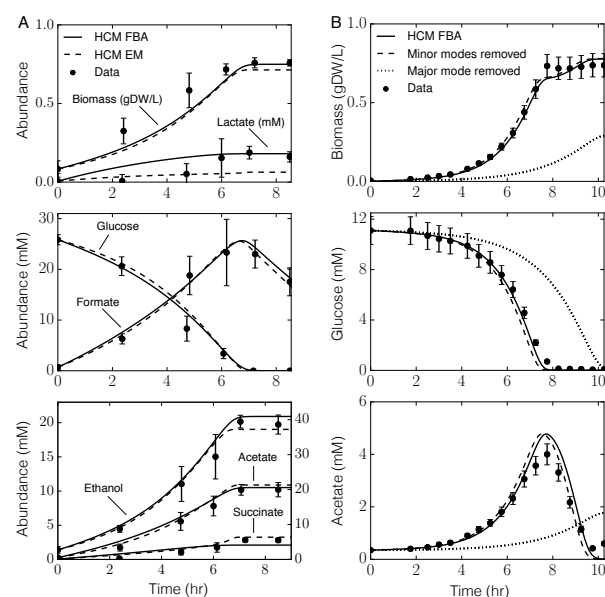 A
HCM FBA
HCM EM
Data
Biomass (gDW/L)
Lactate (mM)
Abundance
1.0
0.5
0.0
0 2 4 6 8
Glucose
Formate
Abundance (mM)
30
20
10
0
0 2 4 6 8
Ethanol
Acetate
Succinate
Abundance (mM)
20
15
10
5
0
40
30
20
10
0
0 2 4 6 8
Time (hr)
B
HCM FBA
Minor modes removed
Major mode removed
Data
Biomass (gDW/L)
1.0
0.5
0.0
0 2 4 6 8 10
Glucose (mM)
12
8
4
0
0 2 4 6 8 10
Acetate (mM)
6
4
2
0
0 2 4 6 8 10
Time (hr)